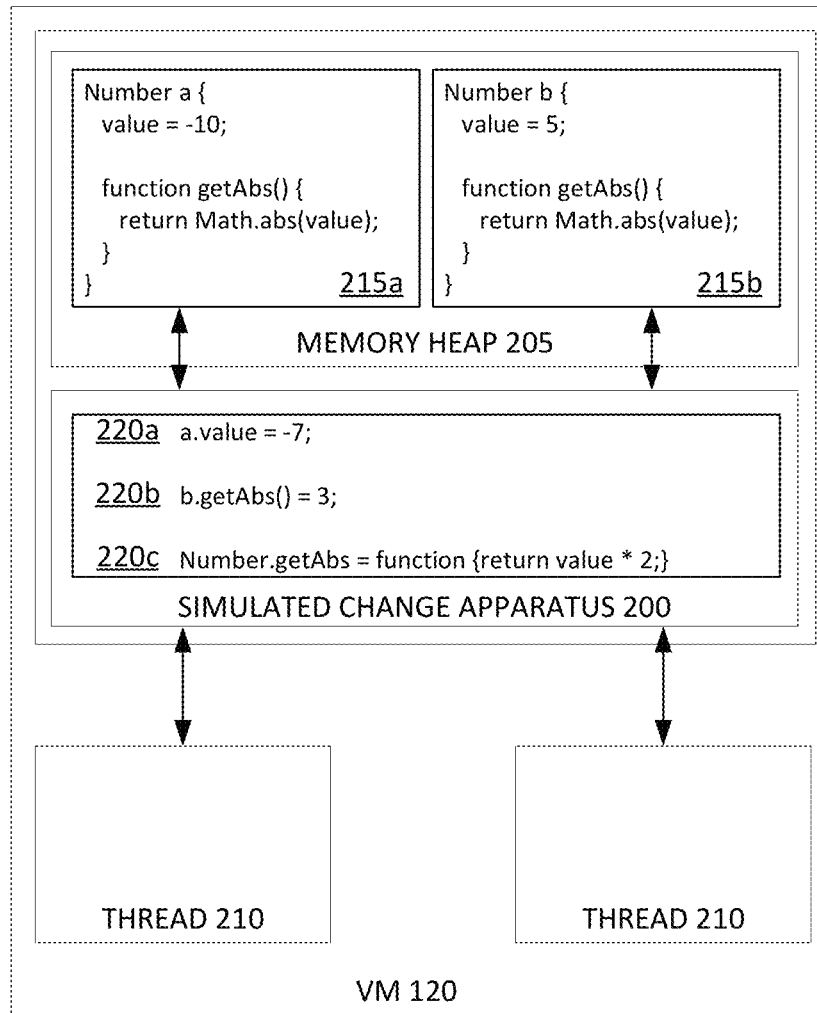 Number a {
value = -10;
function getAbs() {
return Math.abs(value);
}
}
215a
Number b {
value = 5;
function getAbs() {
return Math.abs(value);
}
}
215b
MEMORY HEAP 205
220a a.value = -7;
220b b.getAbs() = 3;
220c Number.getAbs = function {return value * 2;}
SIMULATED CHANGE APPARATUS 200
THREAD 210
THREAD 210
VM 120